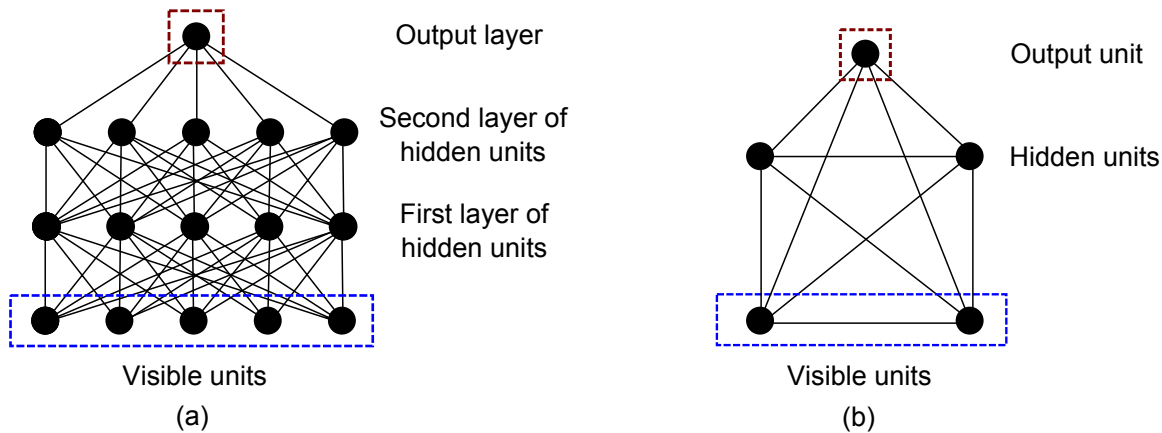 Output layer
Second layer of
hidden units
First layer of
hidden units
Visible units
(a)
Output unit
Hidden units
Visible units
(b)